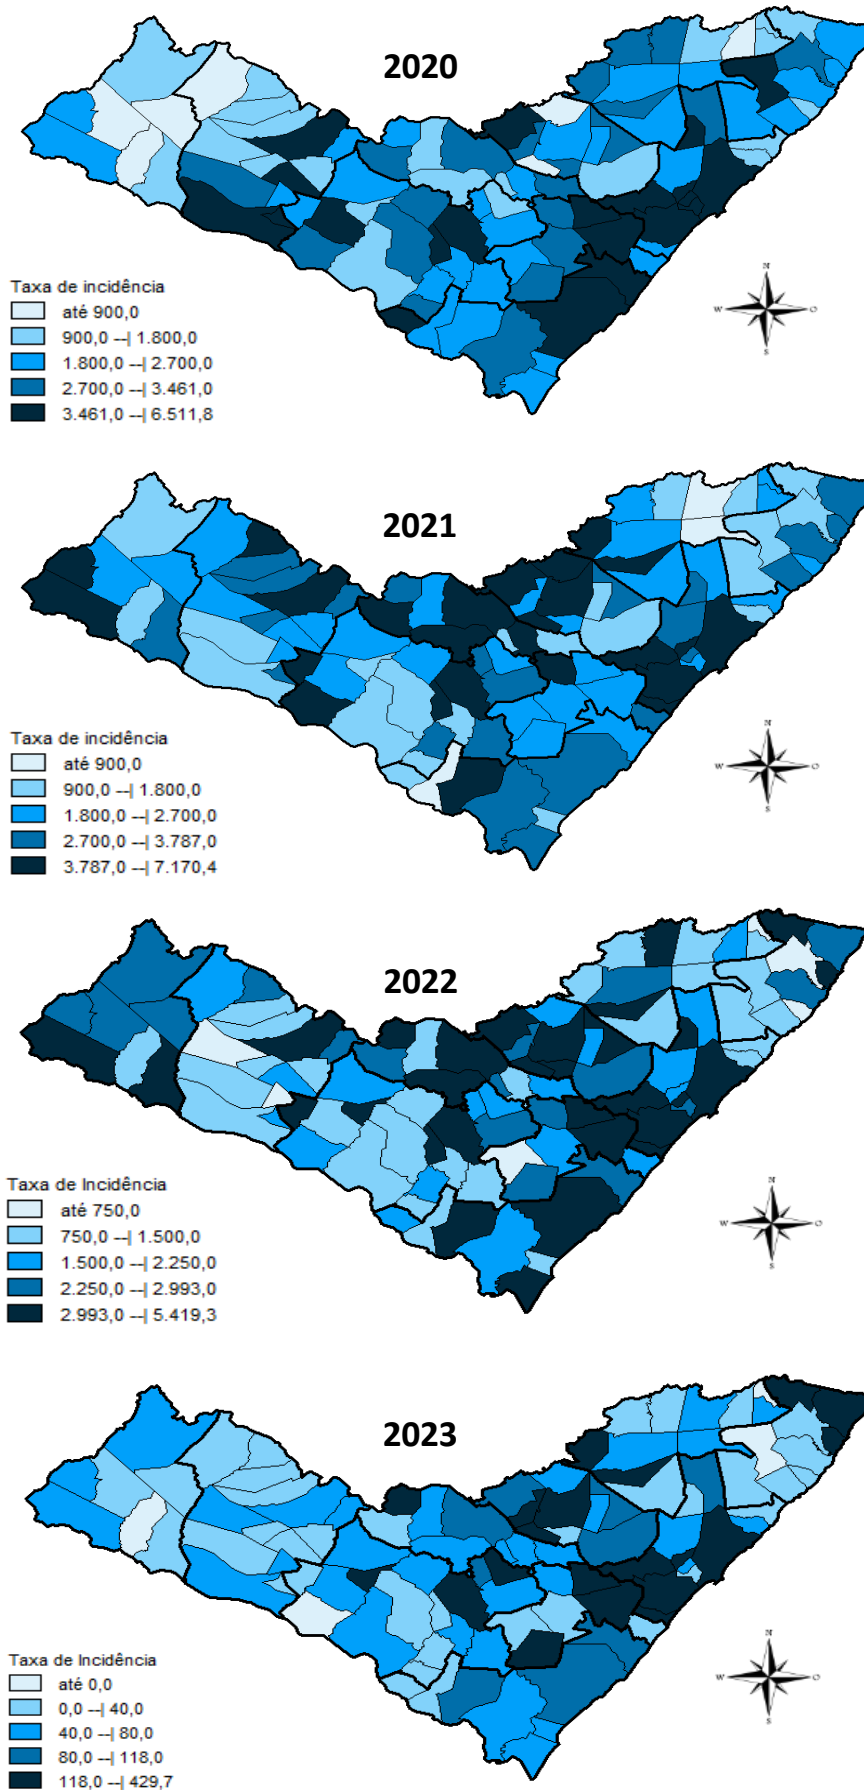 2020
N
W
O
S
Taxa de incidência
até 900,0
900,0 --| 1.800,0
1.800,0 --| 2.700,0
2.700,0 --| 3.461,0
3.461,0 --| 6.511,8
2021
N
W
O
S
Taxa de incidência
até 900,0
900,0 --| 1.800,0
1.800,0 --| 2.700,0
2.700,0 --| 3.787,0
3.787,0 --| 7.170,4
2022
N
W
O
S
Taxa de Incidência
até 750,0
750,0 --| 1.500,0
1.500,0 --| 2.250,0
2.250,0 --| 2.993,0
2.993,0 --| 5.419,3
2023
N
W
O
S
Taxa de Incidência
até 0,0
0,0 --| 40,0
40,0 --| 80,0
80,0 --| 118,0
118,0 --| 429,7